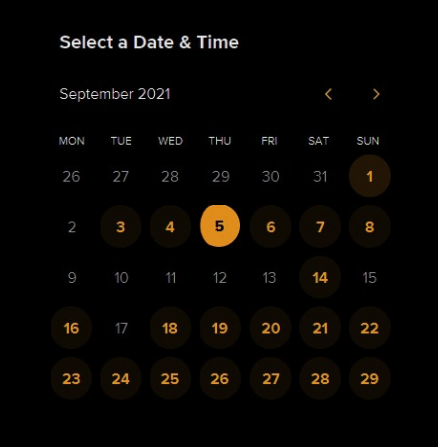 Select a Date & Time
September 2021 < >
MON TUE WED THU FRI SAT SUN
26 27 28 29 30 31 1
2 3 4 5 6 7 8
9 10 11 12 13 14 15
16 17 18 19 20 21 22
23 24 25 26 27 28 29